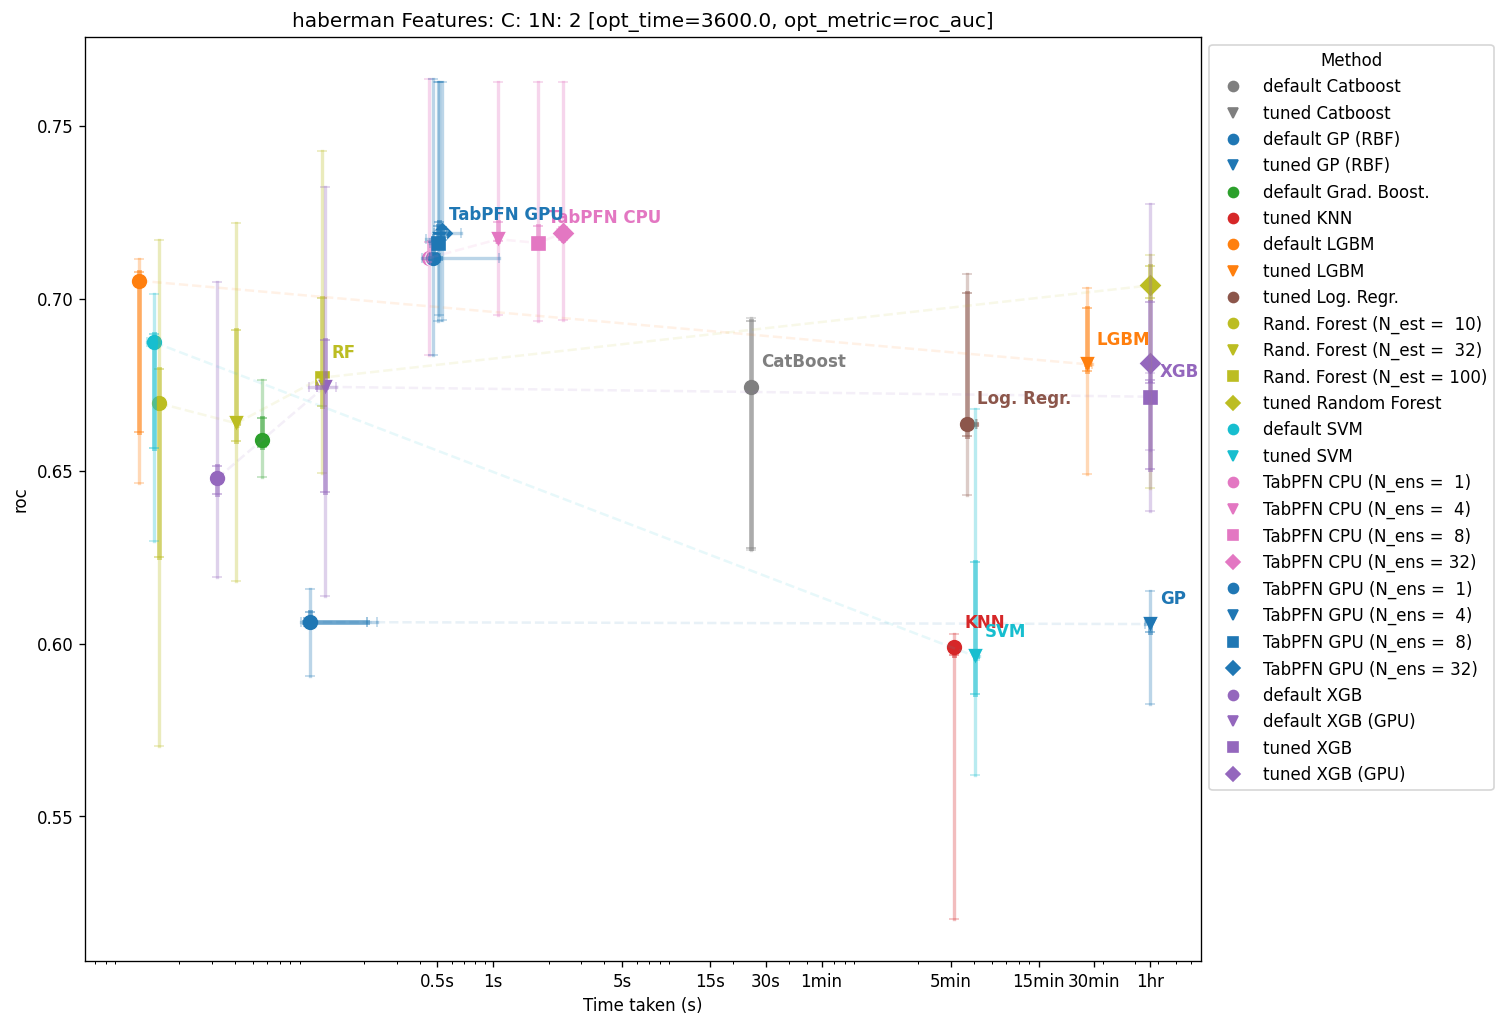 haberman Features: C: 1N: 2 [opt_time=3600.0, opt_metric=roc_auc]
roc
0.75
0.70
0.65
0.60
0.55
TabPFN GPU
TabPFN CPU
RF
CatBoost
LGBM
XGB
Log. Regr.
GP
KNN
SVM
0.5s
1s
5s
15s
30s
1min
5min
15min
30min
1hr
Time taken (s)
Method
default Catboost
tuned Catboost
default GP (RBF)
tuned GP (RBF)
default Grad. Boost.
tuned KNN
default LGBM
tuned LGBM
tuned Log. Regr.
Rand. Forest (N_est =  10)
Rand. Forest (N_est =  32)
Rand. Forest (N_est = 100)
tuned Random Forest
default SVM
tuned SVM
TabPFN CPU (N_ens =  1)
TabPFN CPU (N_ens =  4)
TabPFN CPU (N_ens =  8)
TabPFN CPU (N_ens = 32)
TabPFN GPU (N_ens =  1)
TabPFN GPU (N_ens =  4)
TabPFN GPU (N_ens =  8)
TabPFN GPU (N_ens = 32)
default XGB
default XGB (GPU)
tuned XGB
tuned XGB (GPU)